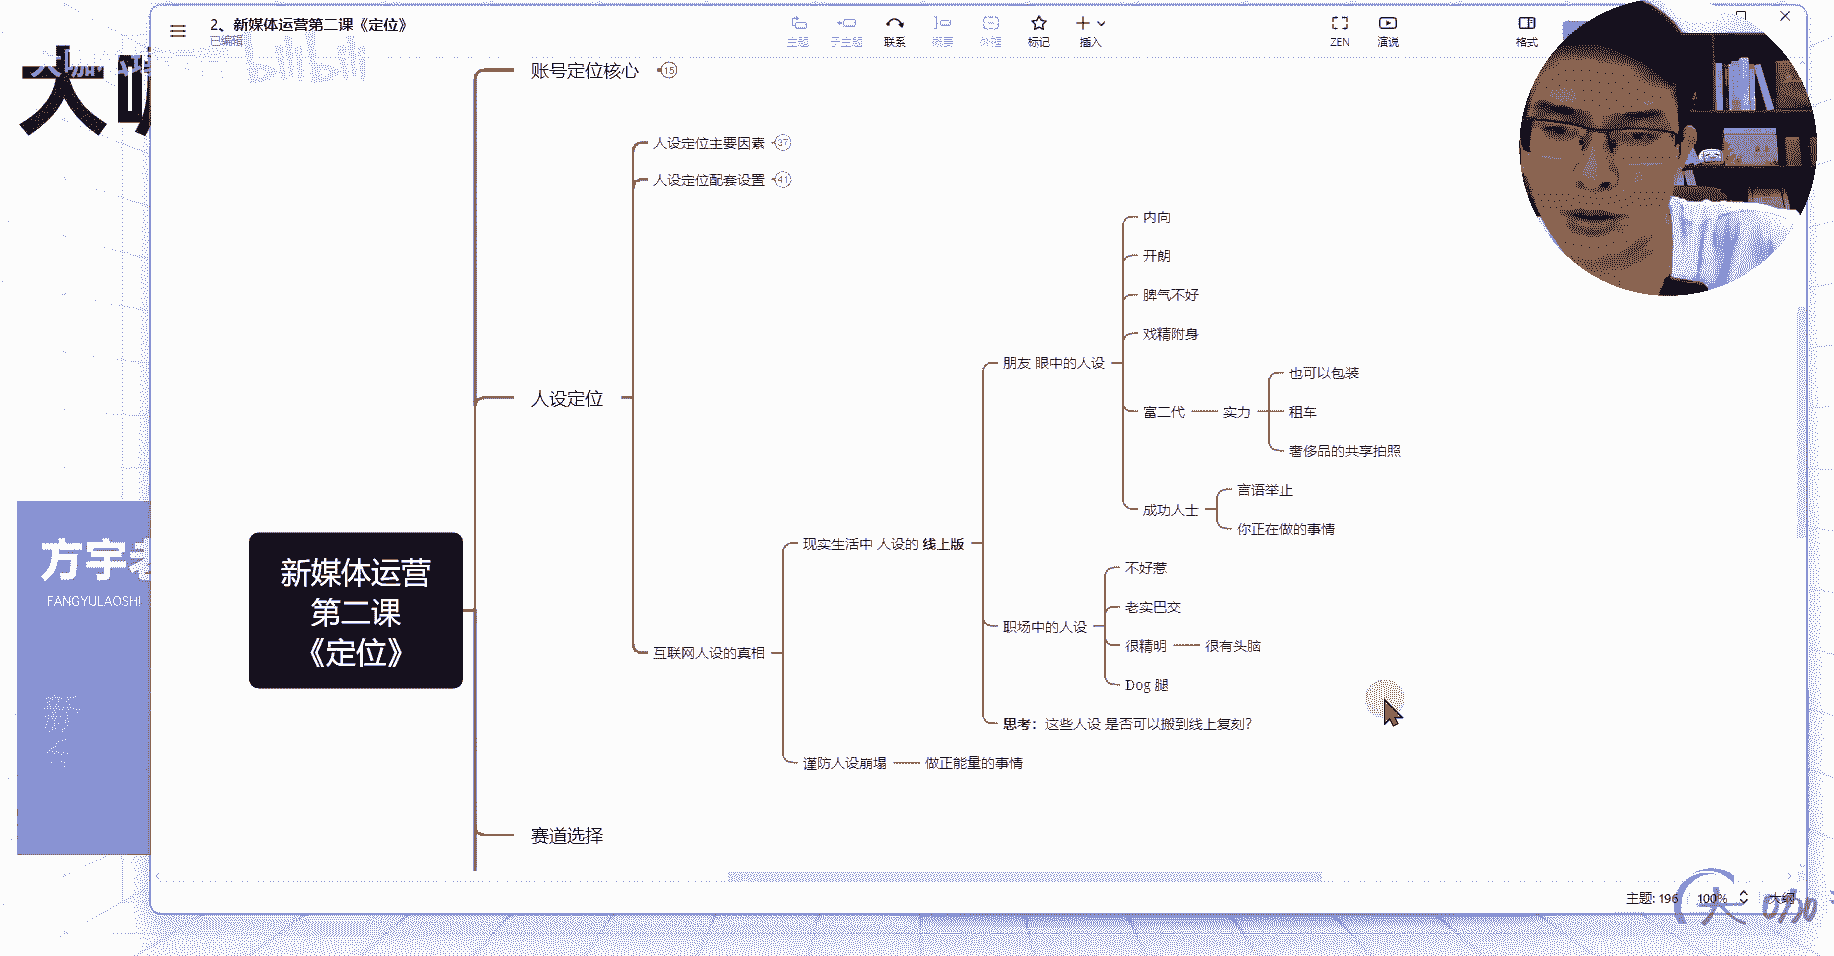 2、新媒体运营第二课《定位》
已编辑
主题
子主题
联系
概要
外框
标记
插入
ZEN
演说
格式
bilibili
大咖
账号定位核心 15
人设定位主要因素 37
人设定位配套设置 41
内向
开朗
脾气不好
戏精附身
朋友 眼中的人设
也可以包装
人设定位
富二代
实力
租车
奢侈品的共享拍照
言语举止
成功人士
你正在做的事情
方宇老
FANGYULAOSHI
现实生活中 人设的 线上版
不好惹
新媒体运营
第二课
《定位》
老实巴交
职场中的人设
很精明
很有头脑
互联网人设的真相
Dog 腿
思考：这些人设 是否可以搬到线上复刻？
谨防人设崩塌
做正能量的事情
赛道选择
主题: 196
100%
大纲